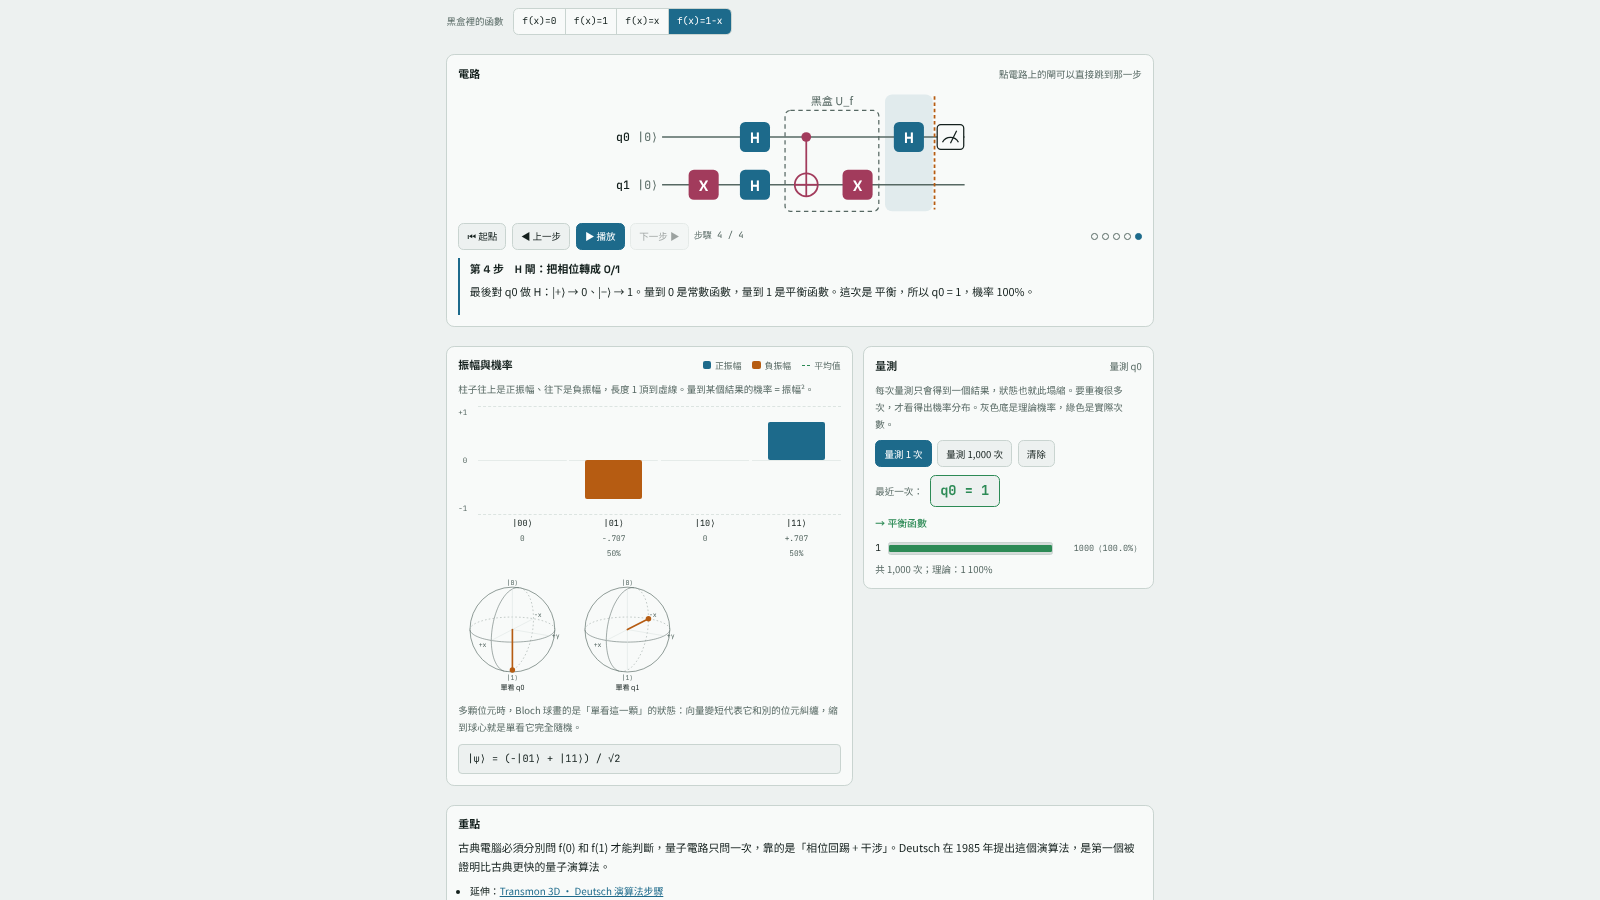 黑盒裡的函數 f(x)=0 f(x)=1 f(x)=x f(x)=1-x
電路 點電路上的閘可以直接跳到那一步
黑盒 U_f
q0 |0⟩ H H
q1 |0⟩ X H X
⏮ 起點 ◀ 上一步 ▶ 播放 下一步 ▶ 步驟 4 / 4
第 4 步 H 閘：把相位轉成 0/1
最後對 q0 做 H：|+⟩ → 0、|−⟩ → 1。量到 0 是常數函數，量到 1 是平衡函數。這次是 平衡，所以 q0 = 1，機率 100%。
振幅與機率 正振幅 負振幅 平均值
柱子往上是正振幅、往下是負振幅，長度 1 頂到虛線。量到某個結果的機率 = 振幅²。
+1
0
-1
|00⟩ |01⟩ |10⟩ |11⟩
0 -.707 0 +.707
50% 50%
|0⟩ |0⟩
-x -x
+y +y
+x +x
|1⟩ |1⟩
單看 q0 單看 q1
多顆位元時，Bloch 球畫的是「單看這一顆」的狀態：向量變短代表它和別的位元糾纏，縮
到球心就是單看它完全隨機。
|ψ⟩ = (-|01⟩ + |11⟩) / √2
量測 量測 q0
每次量測只會得到一個結果，狀態也就此塌縮。要重複很多
次，才看得出機率分布。灰色底是理論機率，綠色是實際次
數。
量測 1 次 量測 1,000 次 清除
最近一次： q0 = 1
→ 平衡函數
1 1000 (100.0%)
共 1,000 次；理論：1 100%
重點
古典電腦必須分別問 f(0) 和 f(1) 才能判斷，量子電路只問一次，靠的是「相位回踢 + 干涉」。Deutsch 在 1985 年提出這個演算法，是第一個被
證明比古典更快的量子演算法。
• 延伸：Transmon 3D · Deutsch 演算法步驟